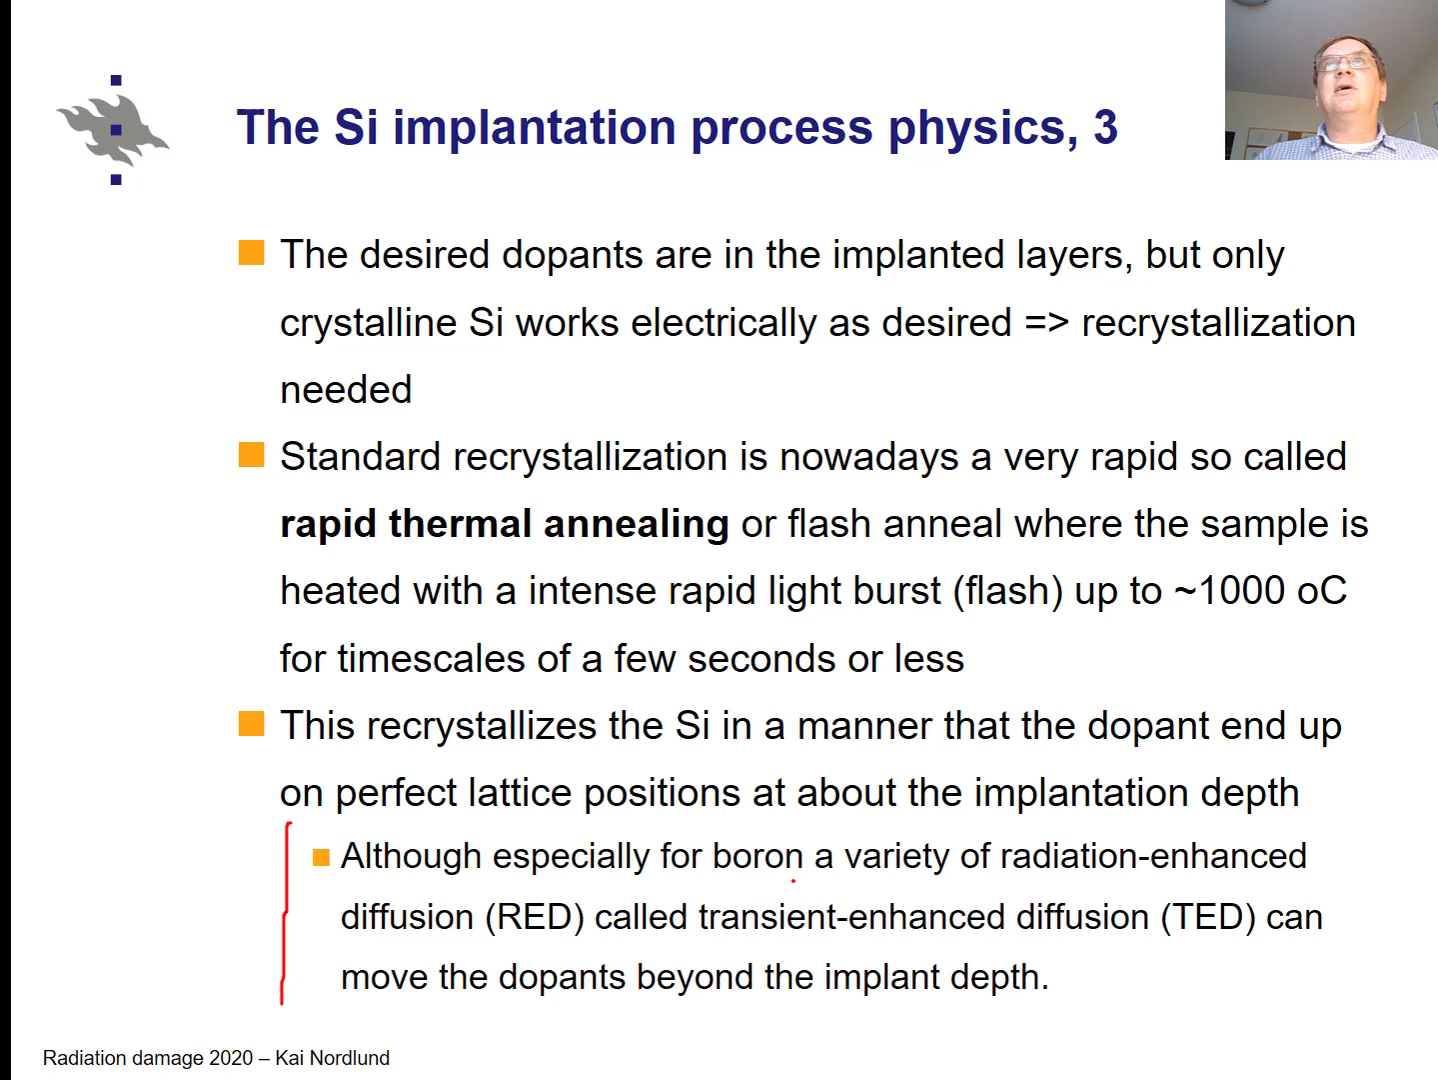 The Si implantation process physics, 3
The desired dopants are in the implanted layers, but only
crystalline Si works electrically as desired => recrystallization
needed
Standard recrystallization is nowadays a very rapid so called
rapid thermal annealing or flash anneal where the sample is
heated with a intense rapid light burst (flash) up to ~1000 oC
for timescales of a few seconds or less
This recrystallizes the Si in a manner that the dopant end up
on perfect lattice positions at about the implantation depth
Although especially for boron a variety of radiation-enhanced
diffusion (RED) called transient-enhanced diffusion (TED) can
move the dopants beyond the implant depth.
Radiation damage 2020 – Kai Nordlund